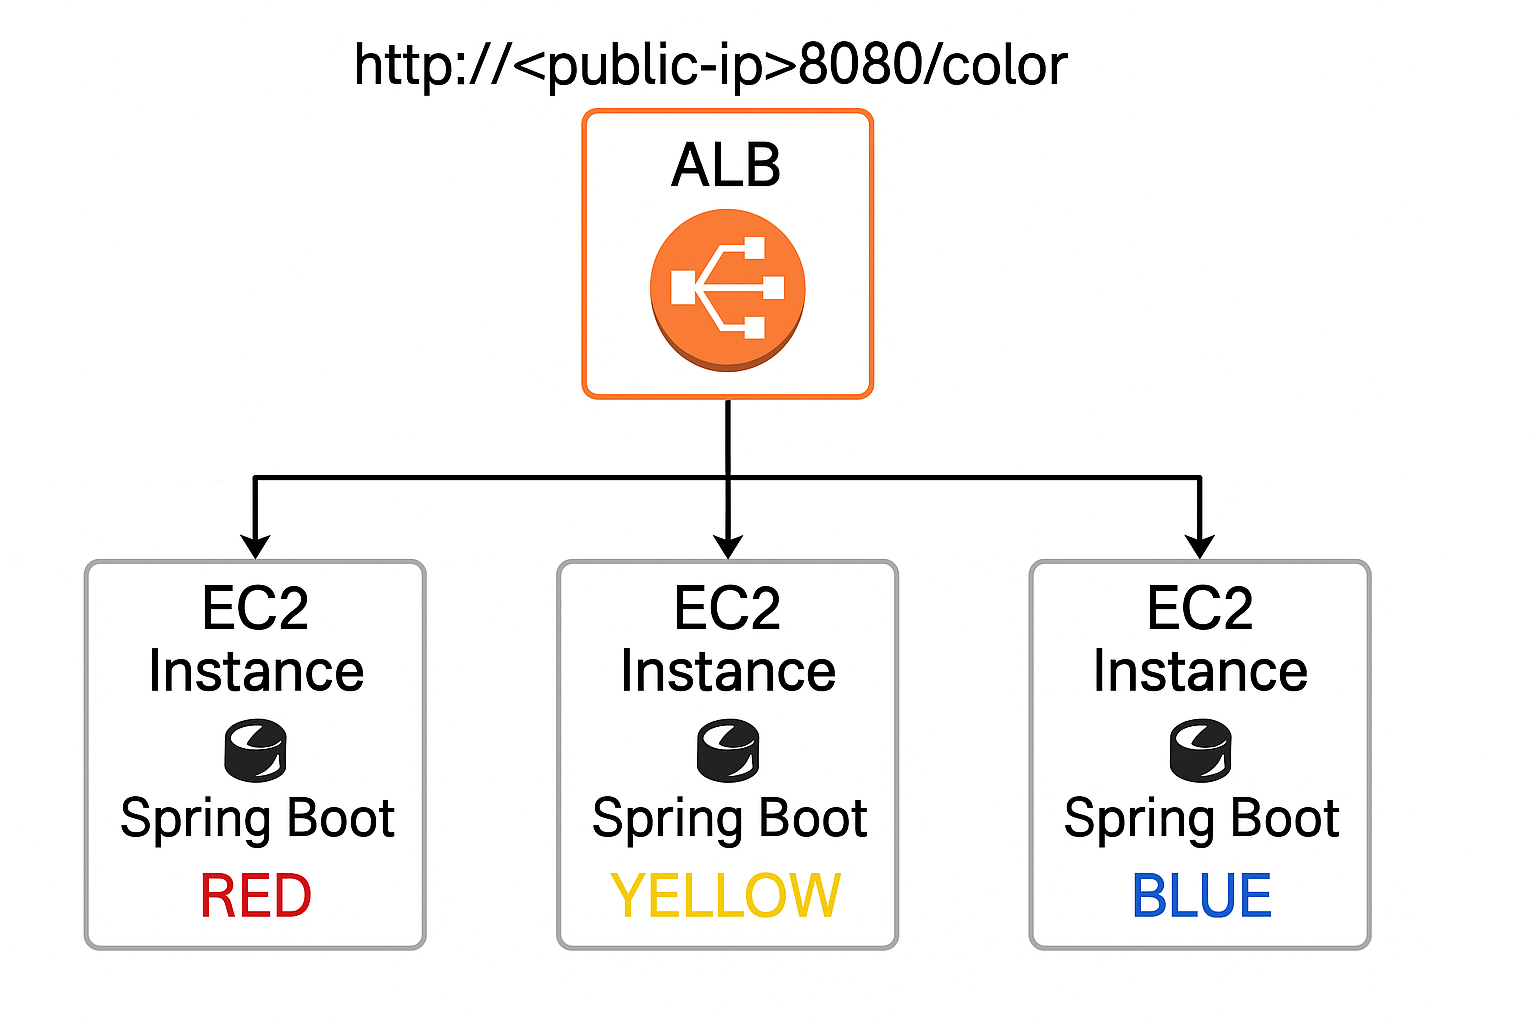 http://<public-ip>8080/color
ALB
EC2
Instance
Spring Boot
RED
EC2
Instance
Spring Boot
YELLOW
EC2
Instance
Spring Boot
BLUE